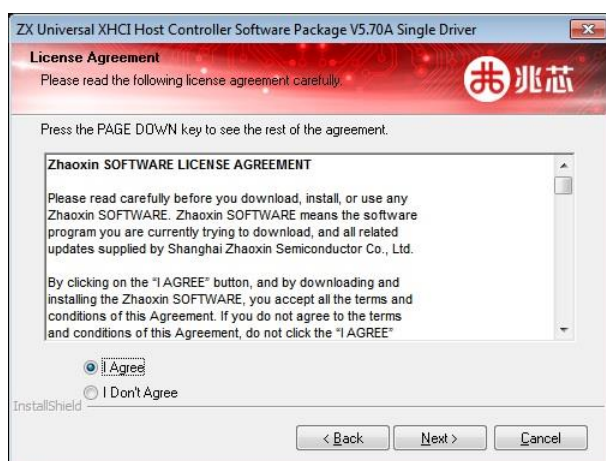 ZX Universal XHCI Host Controller Software Package V5.70A Single Driver
License Agreement
Please read the following license agreement carefully.
兆芯
Press the PAGE DOWN key to see the rest of the agreement.
Zhaoxin SOFTWARE LICENSE AGREEMENT
Please read carefully before you download, install, or use any
Zhaoxin SOFTWARE. Zhaoxin SOFTWARE means the software
program you are currently trying to download, and all related
updates supplied by Shanghai Zhaoxin Semiconductor Co., Ltd.
By clicking on the “I AGREE” button, and by downloading and
installing the Zhaoxin SOFTWARE, you accept all the terms and
conditions of this Agreement. If you do not agree to the terms
and conditions of this Agreement, do not click the “I AGREE”
I Agree
I Don't Agree
InstallShield
< Back Next > Cancel